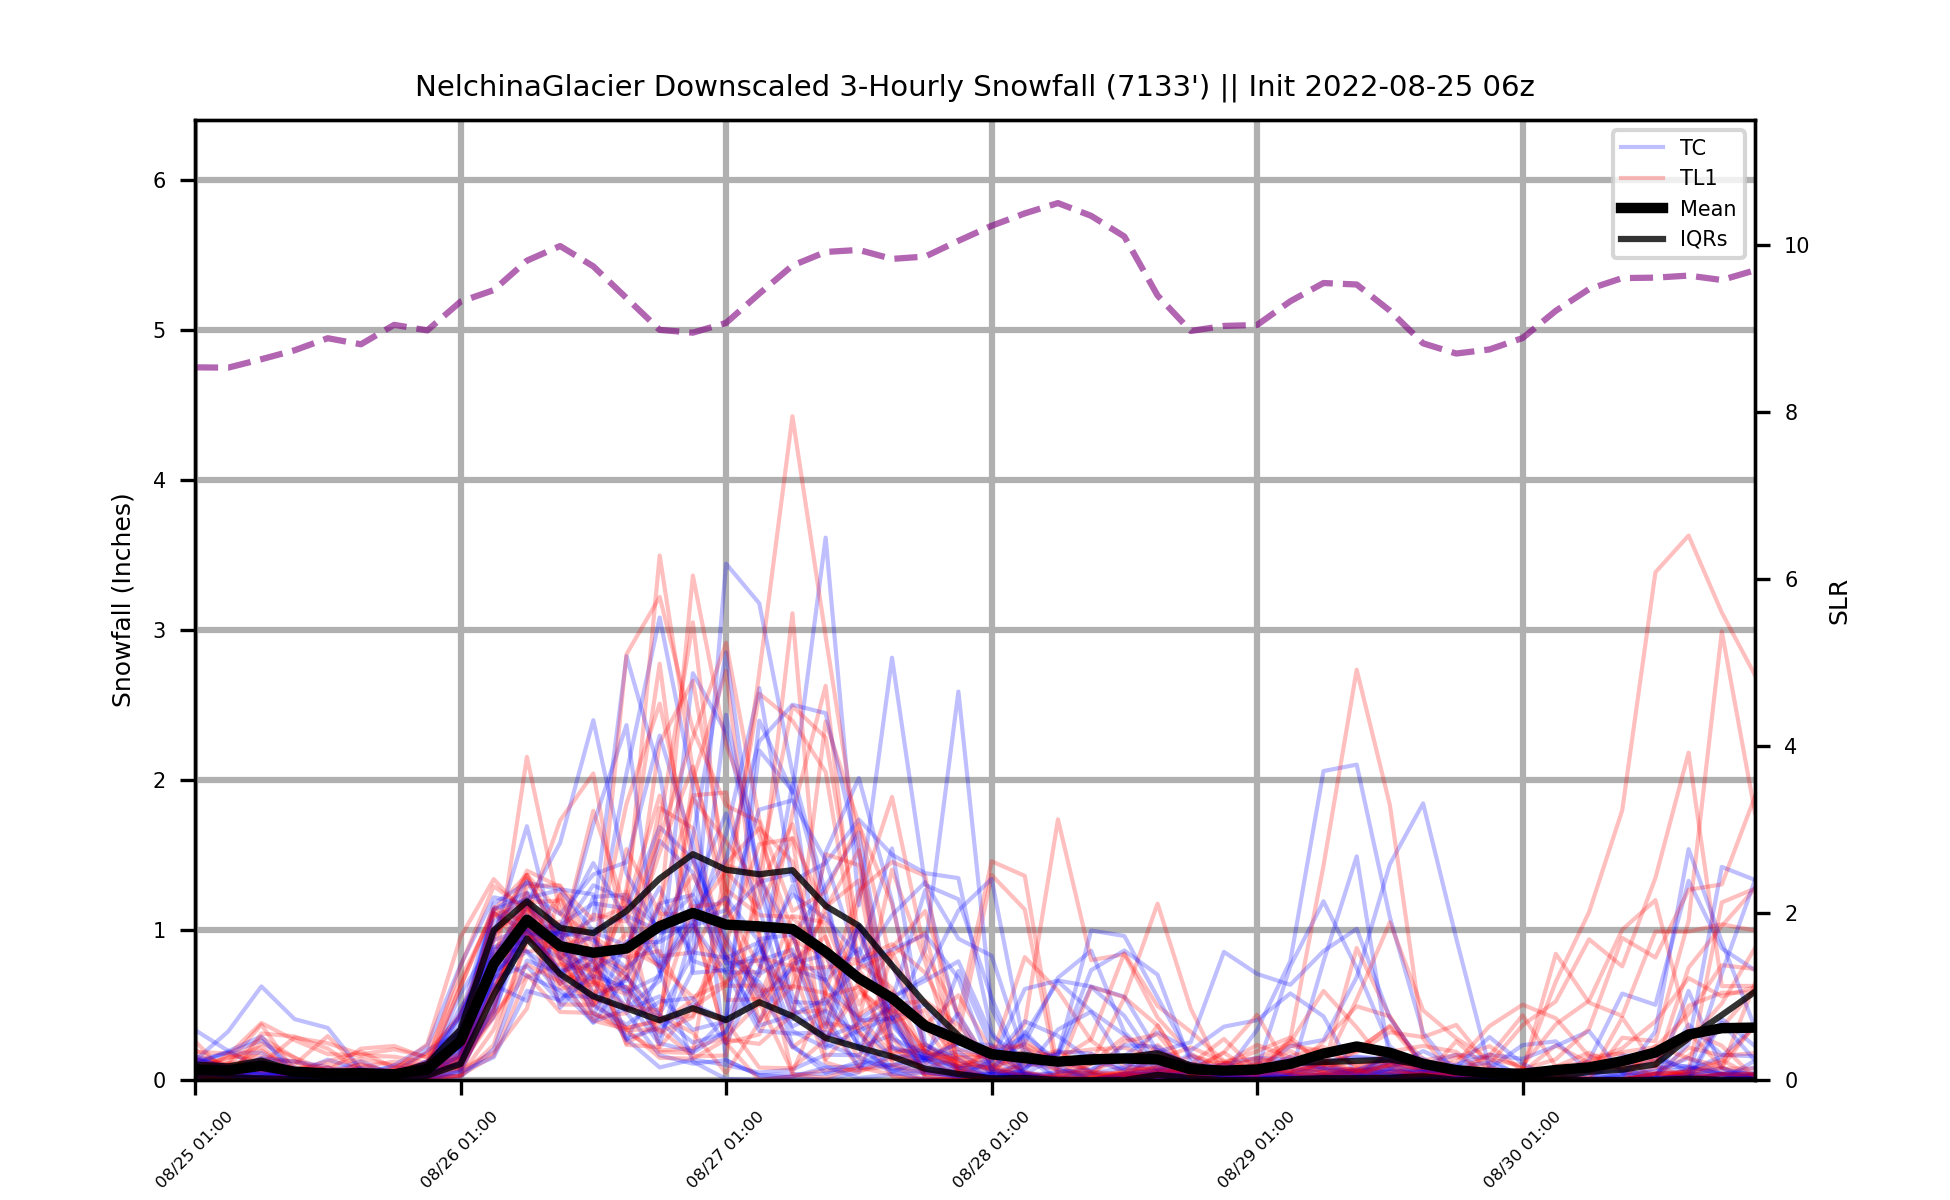 NelchinaGlacier Downscaled 3-Hourly Snowfall (7133') || Init 2022-08-25 06z
TC
TL1
Mean
IQRs
Snowfall (Inches)
6
5
4
3
2
1
0
SLR
10
8
6
4
2
0
08/25 01:00
08/26 01:00
08/27 01:00
08/28 01:00
08/29 01:00
08/30 01:00